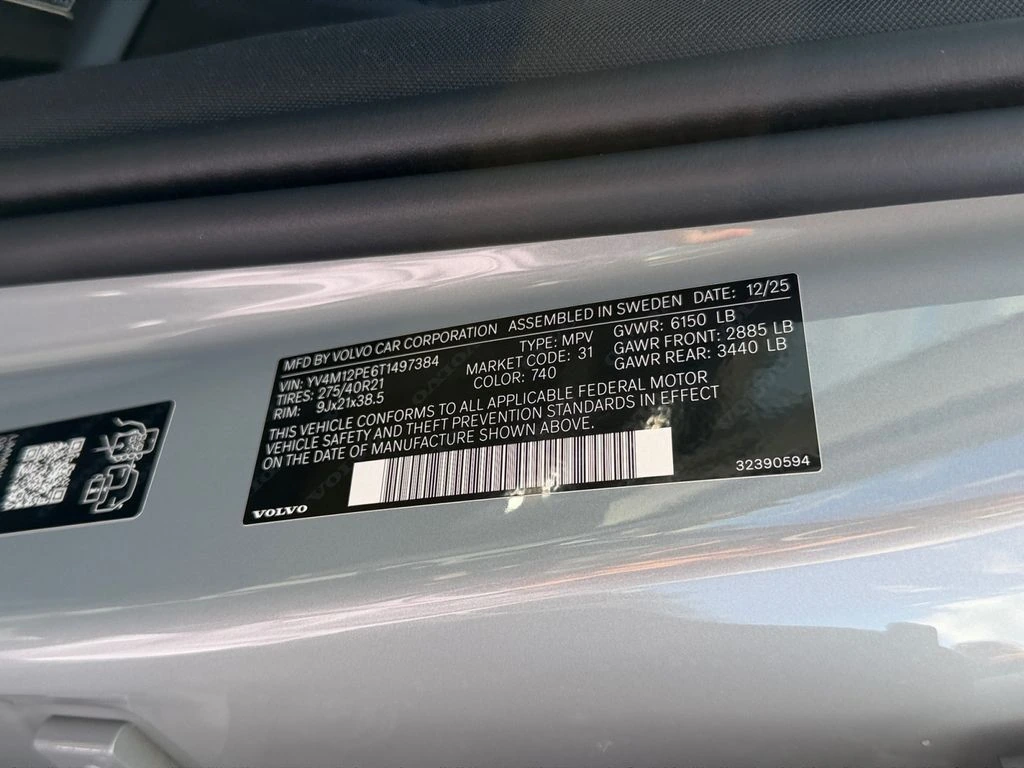 MFD BY VOLVO CAR CORPORATION ASSEMBLED IN SWEDEN DATE: 12/25
VIN: YV4M12PE6T1497384 TYPE: MPV GVWR: 6150 LB
TIRES: 275/40R21 MARKET CODE: 31 GAWR FRONT: 2885 LB
RIM: 9Jx21x38.5 COLOR: 740 GAWR REAR: 3440 LB
THIS VEHICLE CONFORMS TO ALL APPLICABLE FEDERAL MOTOR
VEHICLE SAFETY AND THEFT PREVENTION STANDARDS IN EFFECT
ON THE DATE OF MANUFACTURE SHOWN ABOVE.
32390594
VOLVO